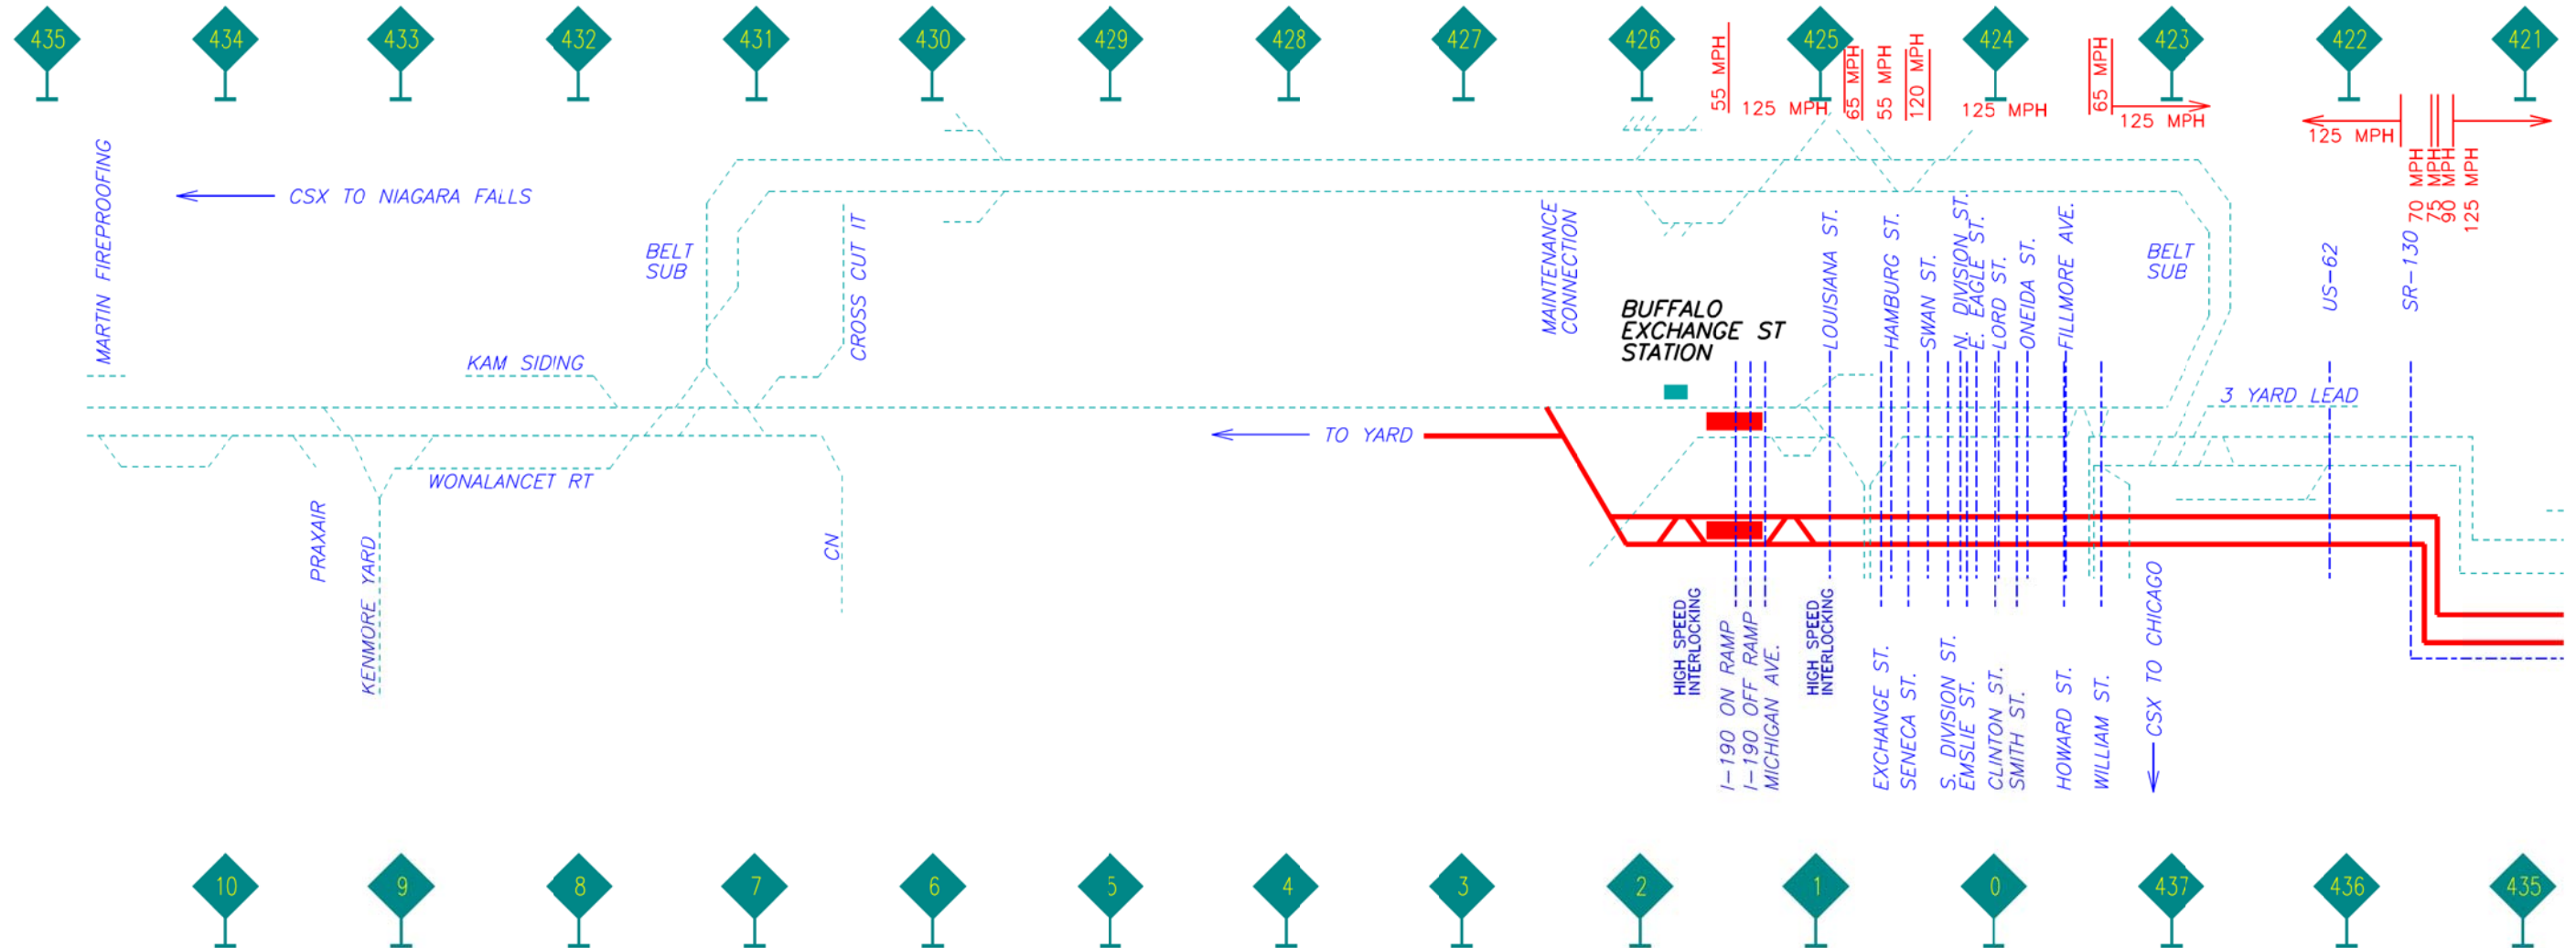 435
434
433
432
431
430
429
428
427
426
425
424
423
422
421
55 MPH
125 MPH
65 MPH
55 MPH
120 MPH
125 MPH
65 MPH
125 MPH
125 MPH
70 MPH
75 MPH
90 MPH
125 MPH
MARTIN FIREPROOFING
CSX TO NIAGARA FALLS
BELT
SUB
CROSS CUT IT
MAINTENANCE
CONNECTION
BUFFALO
EXCHANGE ST
STATION
LOUISIANA ST.
HAMBURG ST.
SWAN ST.
N. DIVISION ST.
E. EAGLE ST.
LORD ST.
ONEIDA ST.
FILLMORE AVE.
BELT
SUB
US-62
SR-130
KAM SIDING
3 YARD LEAD
TO YARD
WONALANCET RT
PRAXAIR
KENMORE YARD
CN
HIGH SPEED
INTERLOCKING
I-190 ON RAMP
I-190 OFF RAMP
MICHIGAN AVE.
HIGH SPEED
INTERLOCKING
EXCHANGE ST.
SENECA ST.
S. DIVISION ST.
EMSLIE ST.
CLINTON ST.
SMITH ST.
HOWARD ST.
WILLIAM ST.
CSX TO CHICAGO
10
9
8
7
6
5
4
3
2
1
0
437
436
435